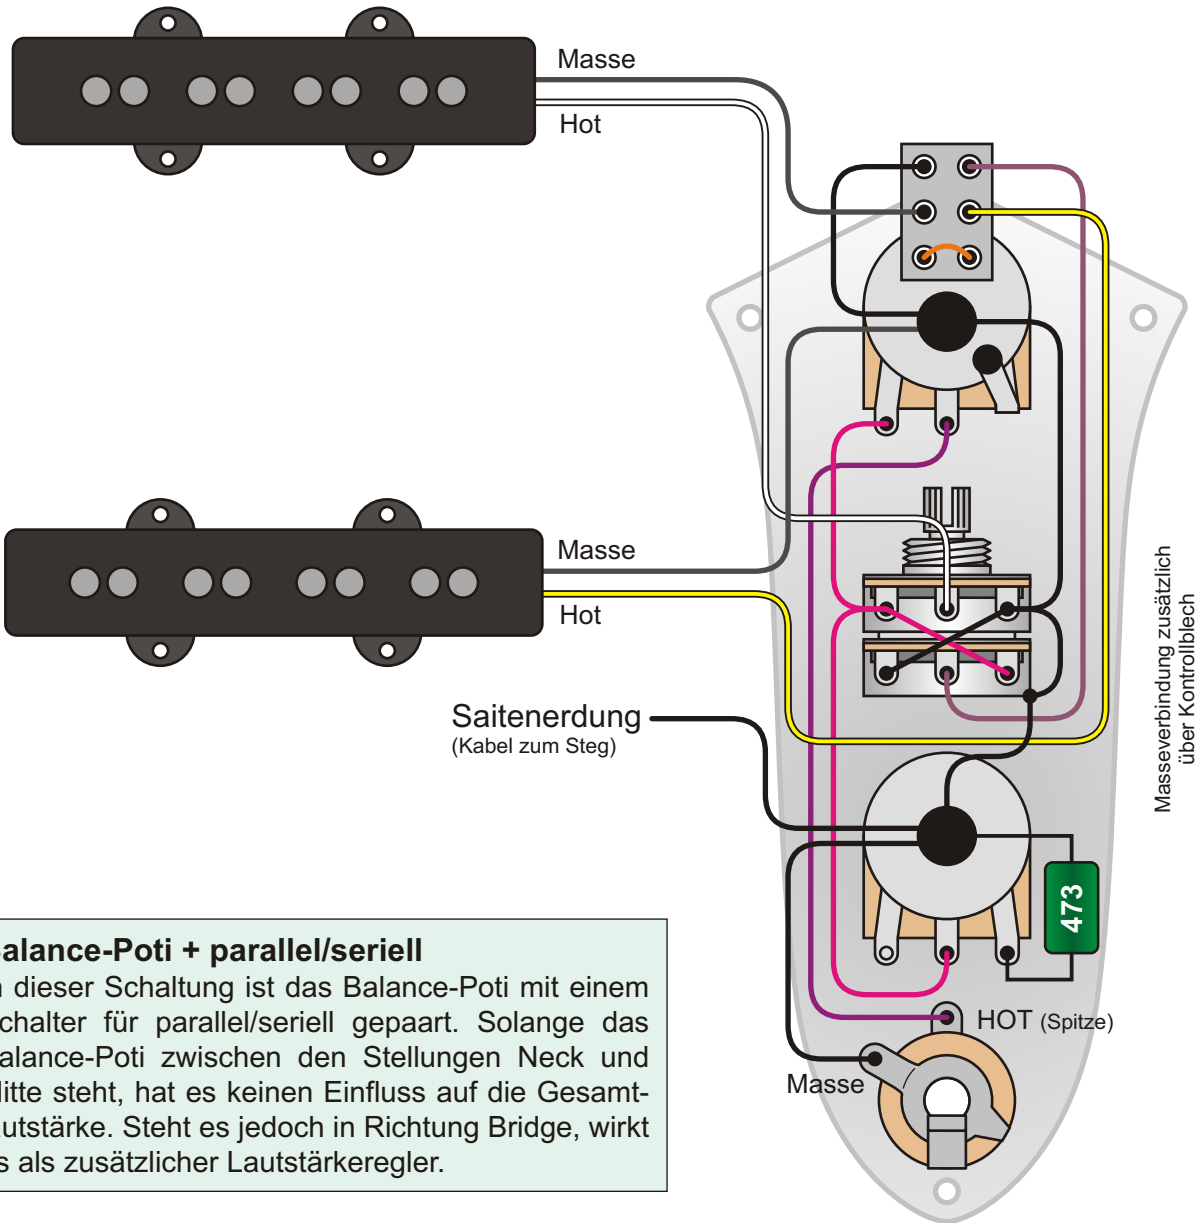 Masse
Hot
Masse
Hot
Saitenerdung
(Kabel zum Steg)
Masseverbindung zusätzlich
über Kontrollblech
473
HOT (Spitze)
Masse
alance-Poti + parallel/seriell
n dieser Schaltung ist das Balance-Poti mit einem
chalter für parallel/seriell gepaart. Solange das
alance-Poti zwischen den Stellungen Neck und
itte steht, hat es keinen Einfluss auf die Gesamt-
utstärke. Steht es jedoch in Richtung Bridge, wirkt
s als zusätzlicher Lautstärkeregler.